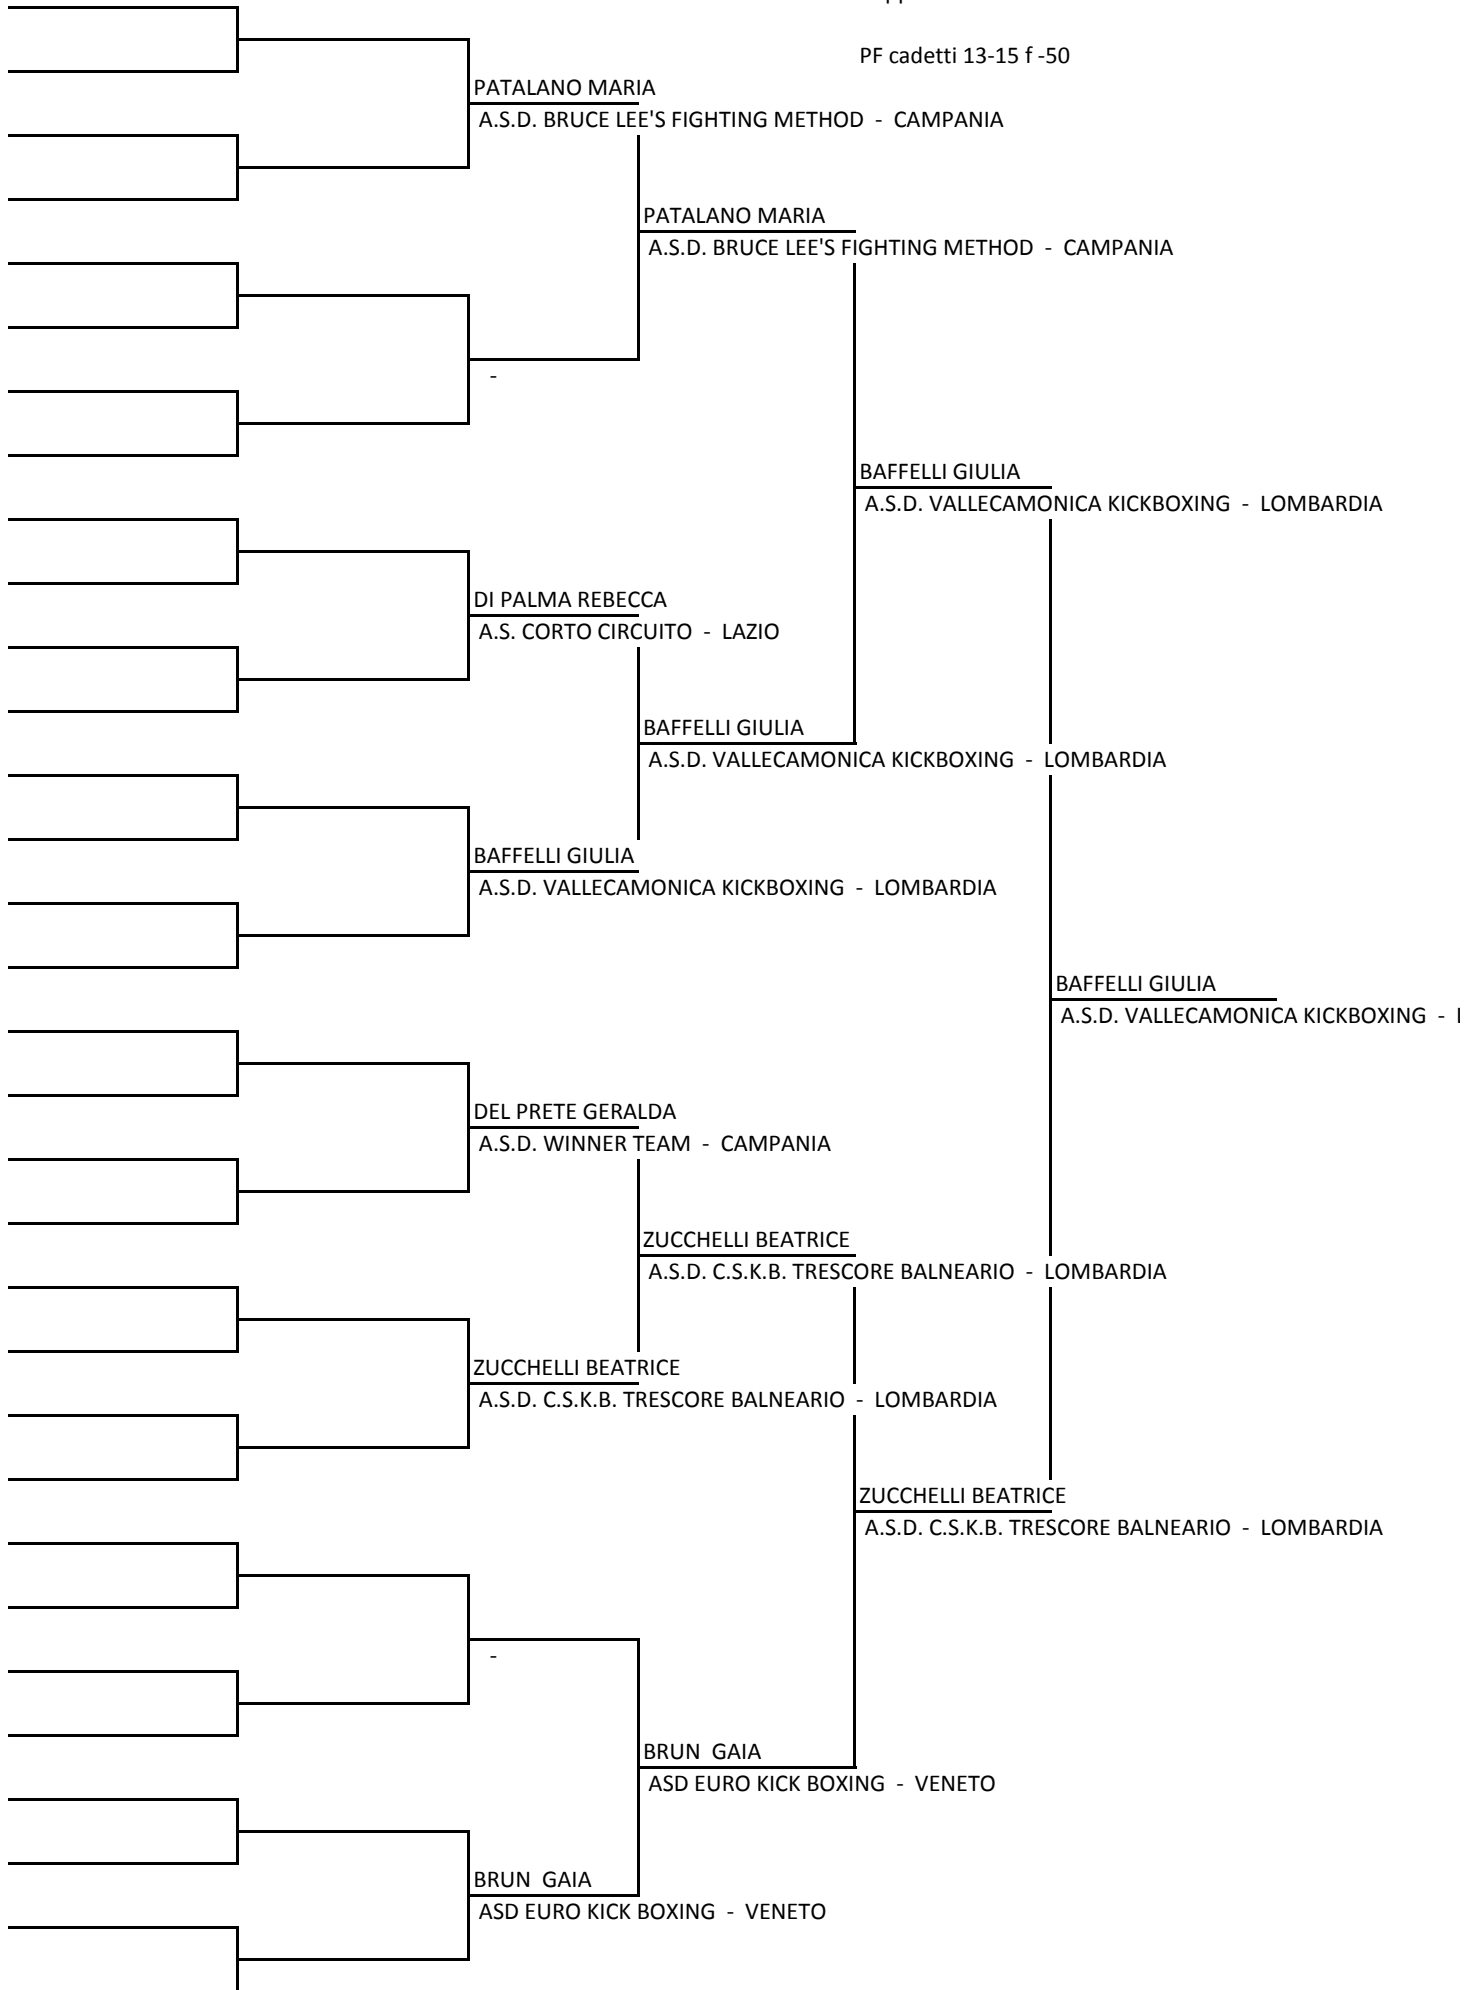 PF cadetti 13-15 f -50
PATALANO MARIA
A.S.D. BRUCE LEE'S FIGHTING METHOD - CAMPANIA
PATALANO MARIA
A.S.D. BRUCE LEE'S FIGHTING METHOD - CAMPANIA
-
BAFFELLI GIULIA
A.S.D. VALLECAMONICA KICKBOXING - LOMBARDIA
DI PALMA REBECCA
A.S. CORTO CIRCUITO - LAZIO
BAFFELLI GIULIA
A.S.D. VALLECAMONICA KICKBOXING - LOMBARDIA
BAFFELLI GIULIA
A.S.D. VALLECAMONICA KICKBOXING - LOMBARDIA
BAFFELLI GIULIA
A.S.D. VALLECAMONICA KICKBOXING -
DEL PRETE GERALDA
A.S.D. WINNER TEAM - CAMPANIA
ZUCCHELLI BEATRICE
A.S.D. C.S.K.B. TRESCORE BALNEARIO - LOMBARDIA
ZUCCHELLI BEATRICE
A.S.D. C.S.K.B. TRESCORE BALNEARIO - LOMBARDIA
ZUCCHELLI BEATRICE
A.S.D. C.S.K.B. TRESCORE BALNEARIO - LOMBARDIA
-
BRUN GAIA
ASD EURO KICK BOXING - VENETO
BRUN GAIA
ASD EURO KICK BOXING - VENETO